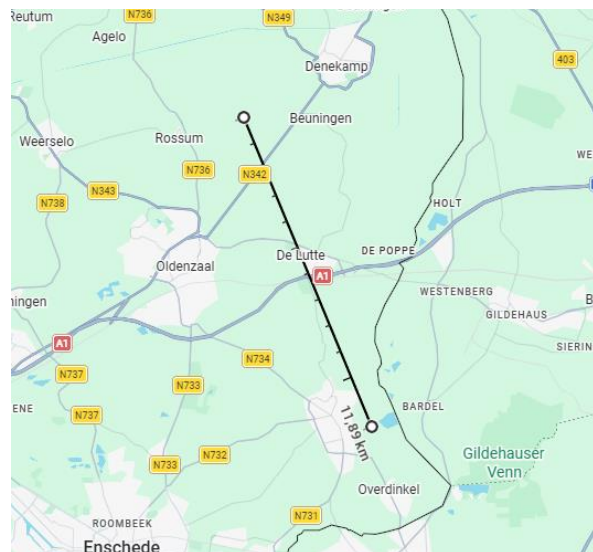 Reutum
N736
N349
Agelo
Denekamp
403
Beuningen
Rossum
Weerselo
WE
N736
N342
N343
N738
HOLT
De Lutte
DE POPPE
Oldenzaal
A1
WESTENBERG
B
ningen
GILDEHAUS
A1
SIERIN
N734
N737
N733
ENE
N737
BARDEL
11,89 km
N732
Gildehauser
Venn
N733
Overdinkel
N731
ROOMBEEK
Enschede